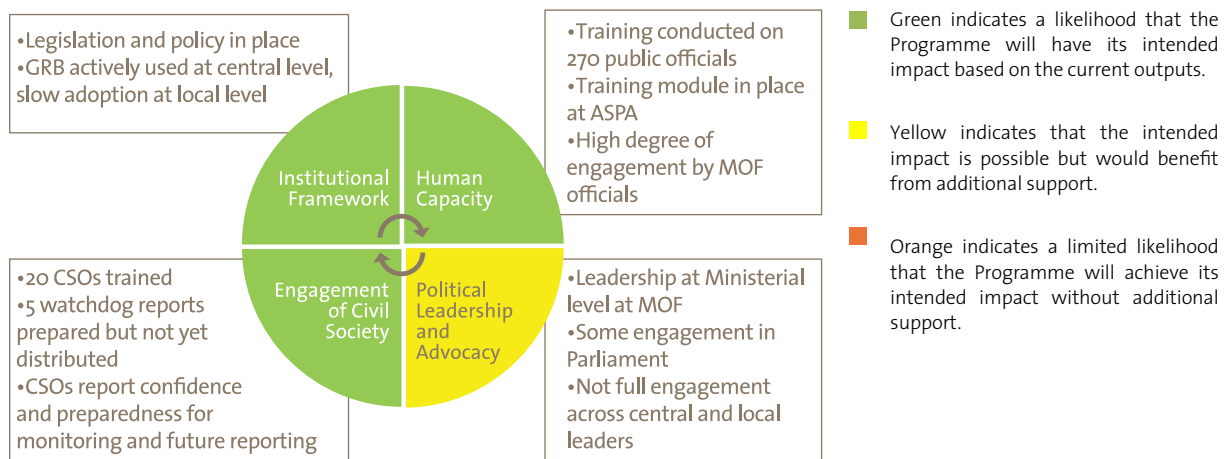 •Legislation and policy in place
•GRB actively used at central level,
slow adoption at local level
•Training conducted on
270 public officials
•Training module in place
at ASPA
•High degree of
engagement by MOF
officials
Institutional
Framework
Human
Capacity
Engagement
of Civil
Society
Political
Leadership
and
Advocacy
•20 CSOs trained
•5 watchdog reports
prepared but not yet
distributed
•CSOs report confidence
and preparedness for
monitoring and future reporting
•Leadership at Ministerial
level at MOF
•Some engagement in
Parliament
•Not full engagement
across central and local
leaders
Green indicates a likelihood that the
Programme will have its intended
impact based on the current outputs.
Yellow indicates that the intended
impact is possible but would benefit
from additional support.
Orange indicates a limited likelihood
that the Programme will achieve its
intended impact without additional
support.